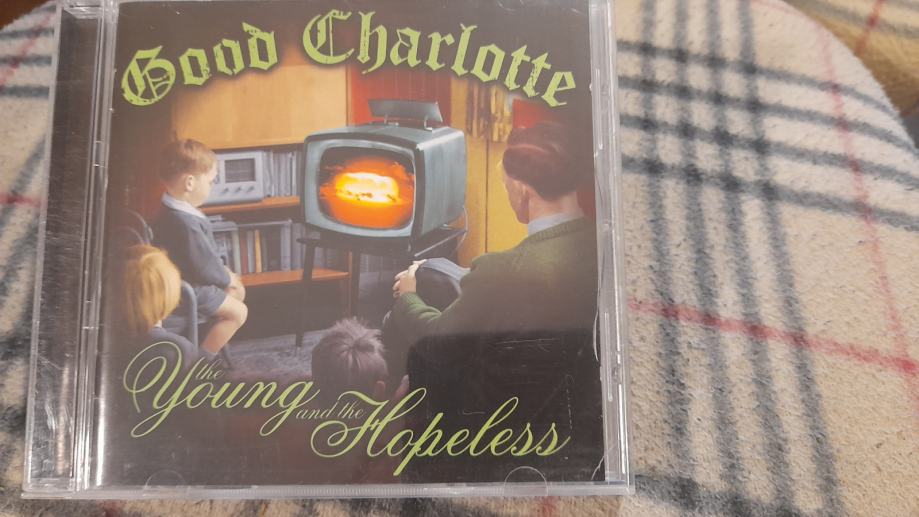 Good Charlotte
the
Young and the
Hopeless